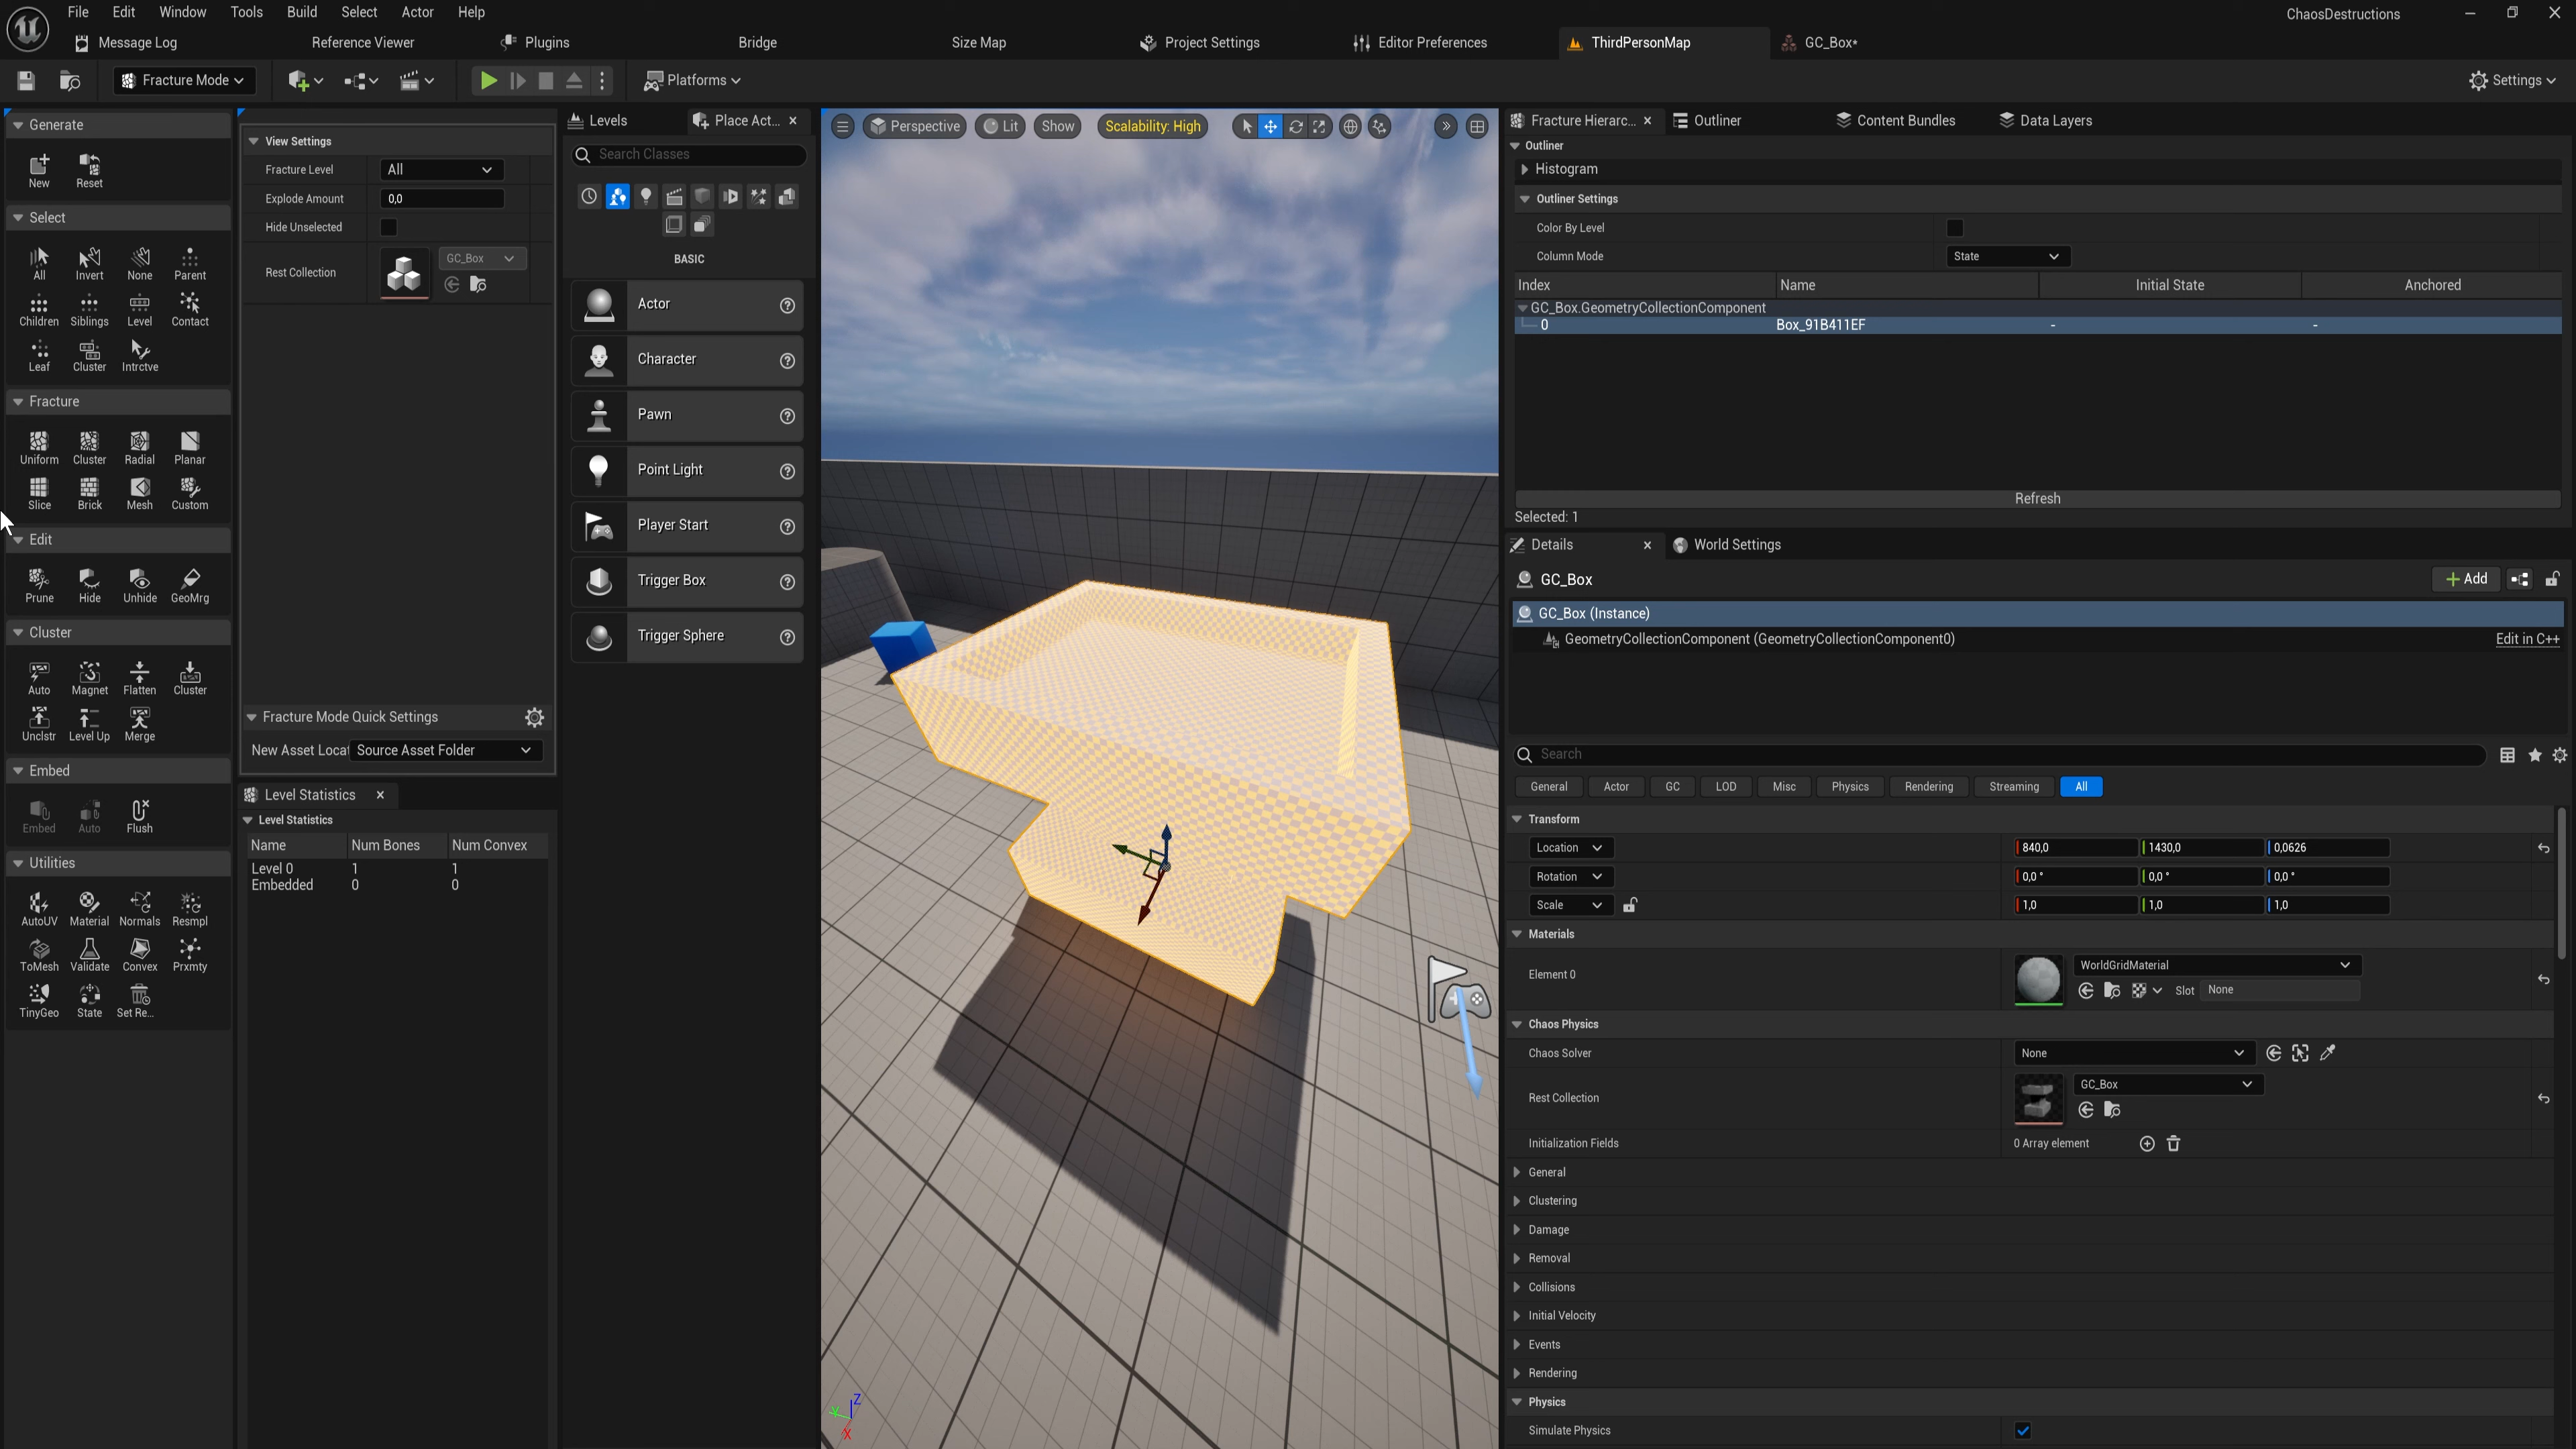 File Edit Window Tools Build Select Actor Help
ChaosDestructions
Message Log
Reference Viewer
Plugins
Bridge
Size Map
Project Settings
Editor Preferences
ThirdPersonMap
GC_Box*
Fracture Mode
Platforms
Settings
Generate
New Reset
Select
All Invert None Parent
Children Siblings Level Contact
Leaf Cluster Intrctve
Fracture
Uniform Cluster Radial Planar
Slice Brick Mesh Custom
Edit
Prune Hide Unhide GeoMrg
Cluster
Auto Magnet Flatten Cluster
Unclstr Level Up Merge
Embed
Embed Auto Flush
Utilities
AutoUV Material Normals Resmpl
ToMesh Validate Convex Prxmty
TinyGeo State Set Re...
View Settings
Fracture Level All
Explode Amount 0,0
Hide Unselected
Rest Collection GC_Box
Fracture Mode Quick Settings
New Asset Locat Source Asset Folder
Level Statistics
Level Statistics
Name Num Bones Num Convex
Level 0 1 1
Embedded 0 0
Levels
Place Act...
Search Classes
BASIC
Actor
Character
Pawn
Point Light
Player Start
Trigger Box
Trigger Sphere
Perspective
Lit
Show
Scalability: High
Z
Y
X
Fracture Hierarc...
Outliner
Content Bundles
Data Layers
Outliner
Histogram
Outliner Settings
Color By Level
Column Mode State
Index Name Initial State Anchored
GC_Box.GeometryCollectionComponent
0 Box_91B411EF - -
Refresh
Selected: 1
Details
World Settings
GC_Box
Add
GC_Box (Instance)
GeometryCollectionComponent (GeometryCollectionComponent0) Edit in C++
Search
General Actor GC LOD Misc Physics Rendering Streaming All
Transform
Location 840,0 1430,0 0,0626
Rotation 0,0 ° 0,0 ° 0,0 °
Scale 1,0 1,0 1,0
Materials
Element 0
WorldGridMaterial
Slot None
Chaos Physics
Chaos Solver None
Rest Collection GC_Box
Initialization Fields 0 Array element
General
Clustering
Damage
Removal
Collisions
Initial Velocity
Events
Rendering
Physics
Simulate Physics